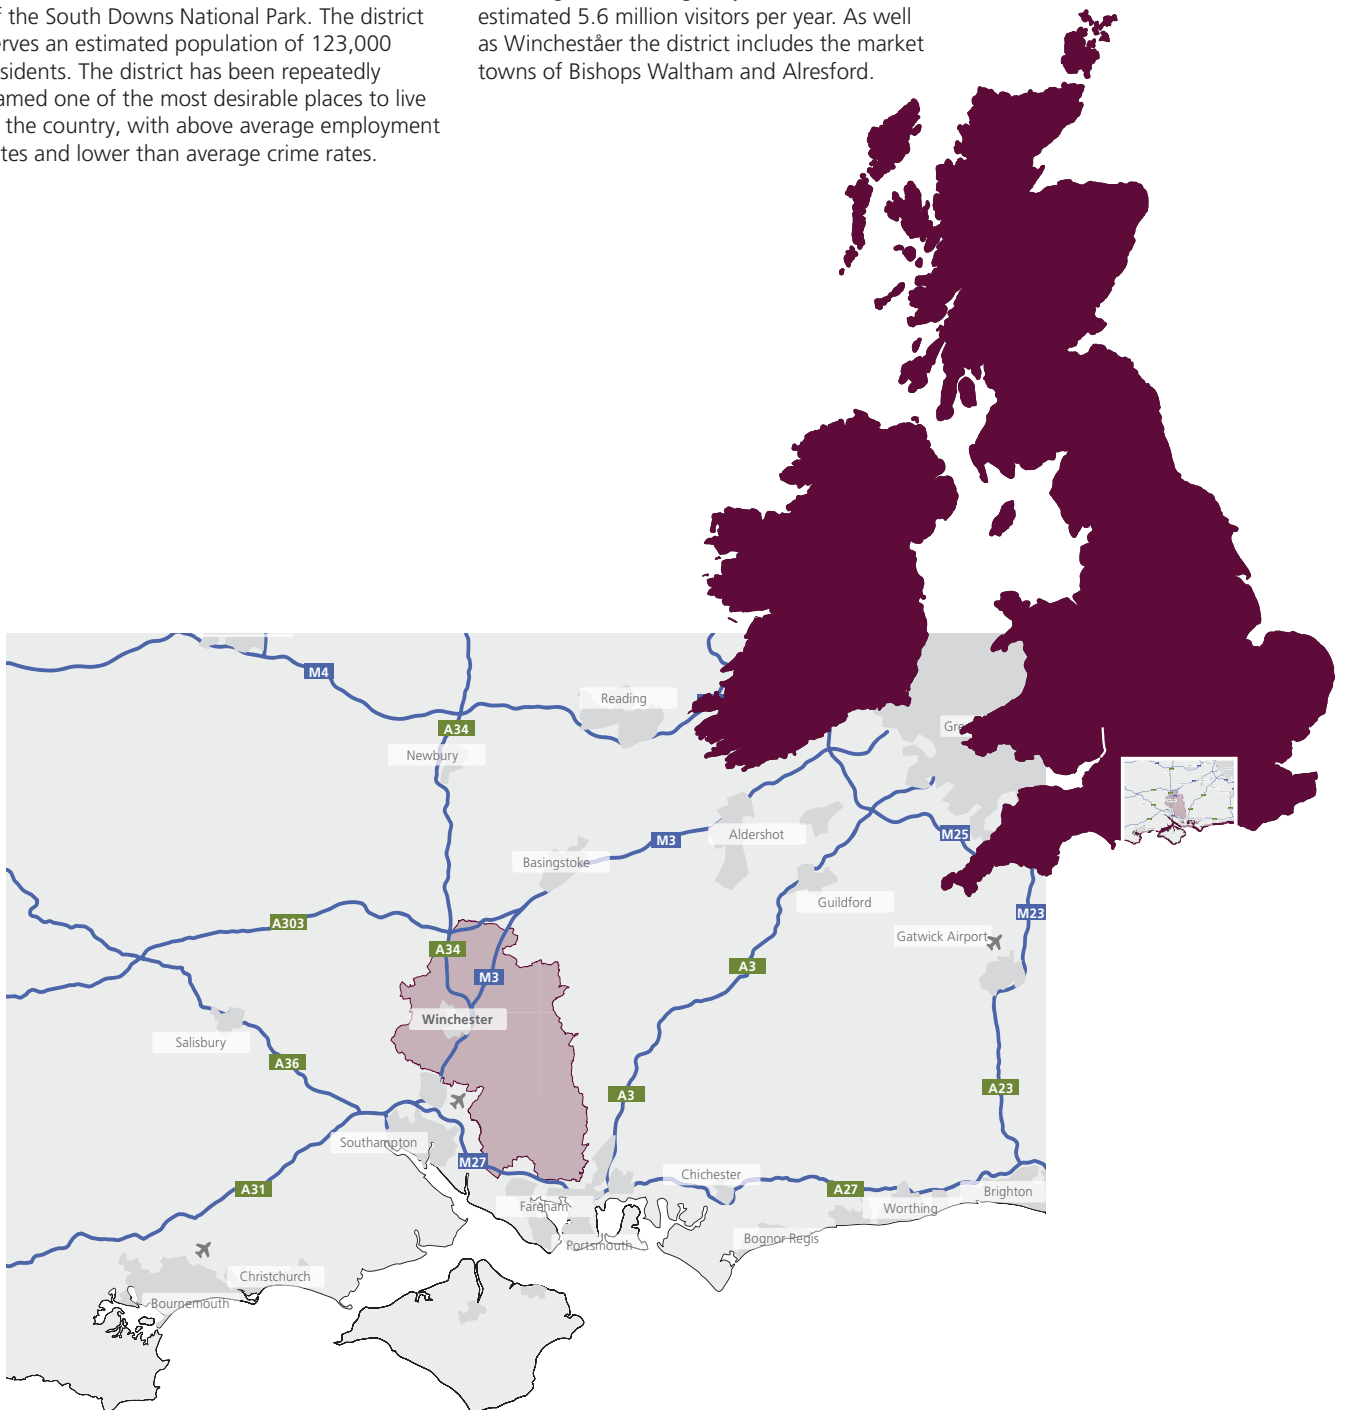 f the South Downs National Park. The district
erves an estimated population of 123,000
sidents. The district has been repeatedly
amed one of the most desirable places to live
the country, with above average employment
tes and lower than average crime rates.
estimated 5.6 million visitors per year. As well
as Wincheståer the district includes the market
towns of Bishops Waltham and Alresford.
M4
Reading
A34
Newbury
Gre
M3
Aldershot
M25
Basingstoke
Guildford
A303
M23
A34
Gatwick Airport
M3
A3
Winchester
Salisbury
A36
A3
A23
Southampton
M27
Chichester
A31
A27
Brighton
Fareham
Worthing
Portsmouth
Bognor Regis
Christchurch
Bournemouth